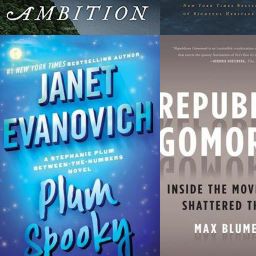 AMBITION
#1 NEW YORK TIMES BESTSELLING AUTHOR
JANET
EVANOVICH
A STEPHANIE PLUM
BETWEEN-THE-NUMBERS
NOVEL
Plum
Spooky
REPUBL
GOMOR
INSIDE THE MOV
SHATTERED TH
MAX BLUME